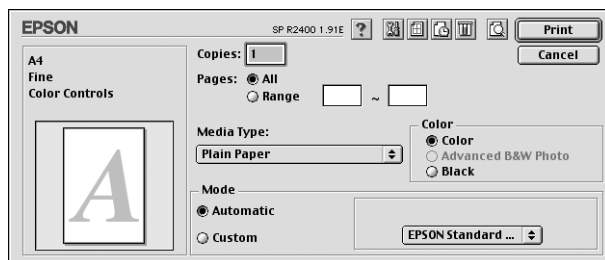 EPSON
SP R2400 1.91E
?
Print
Cancel
A4
Fine
Color Controls
A
Copies: 1
Pages: All
Range ~
Media Type:
Plain Paper
Color
Color
Advanced B&W Photo
Black
Mode
Automatic
Custom
EPSON Standard ...